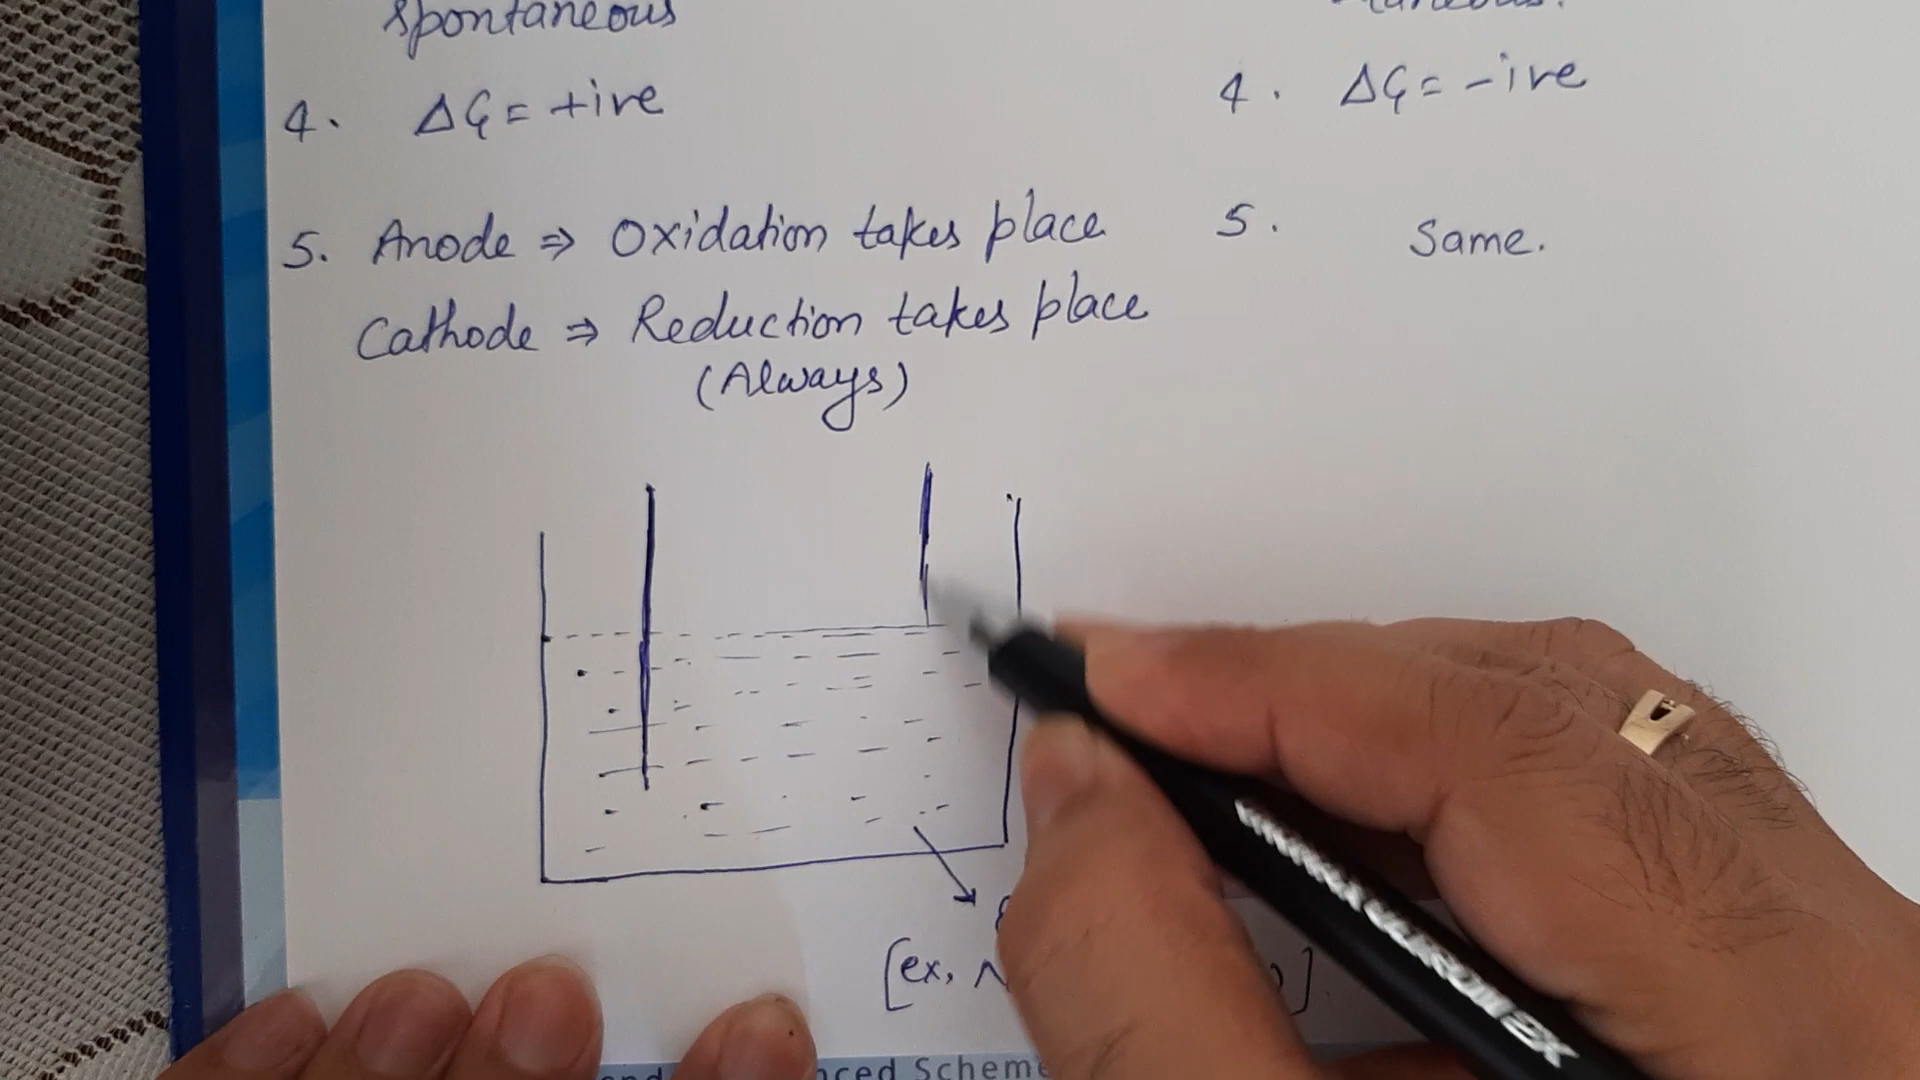 spontaneous
4. ΔG = +ive
4. ΔG = -ive
5. Anode ⇒ Oxidation takes place
Cathode ⇒ Reduction takes place
(Always)
5. Same.
[ex,
]
Scheme